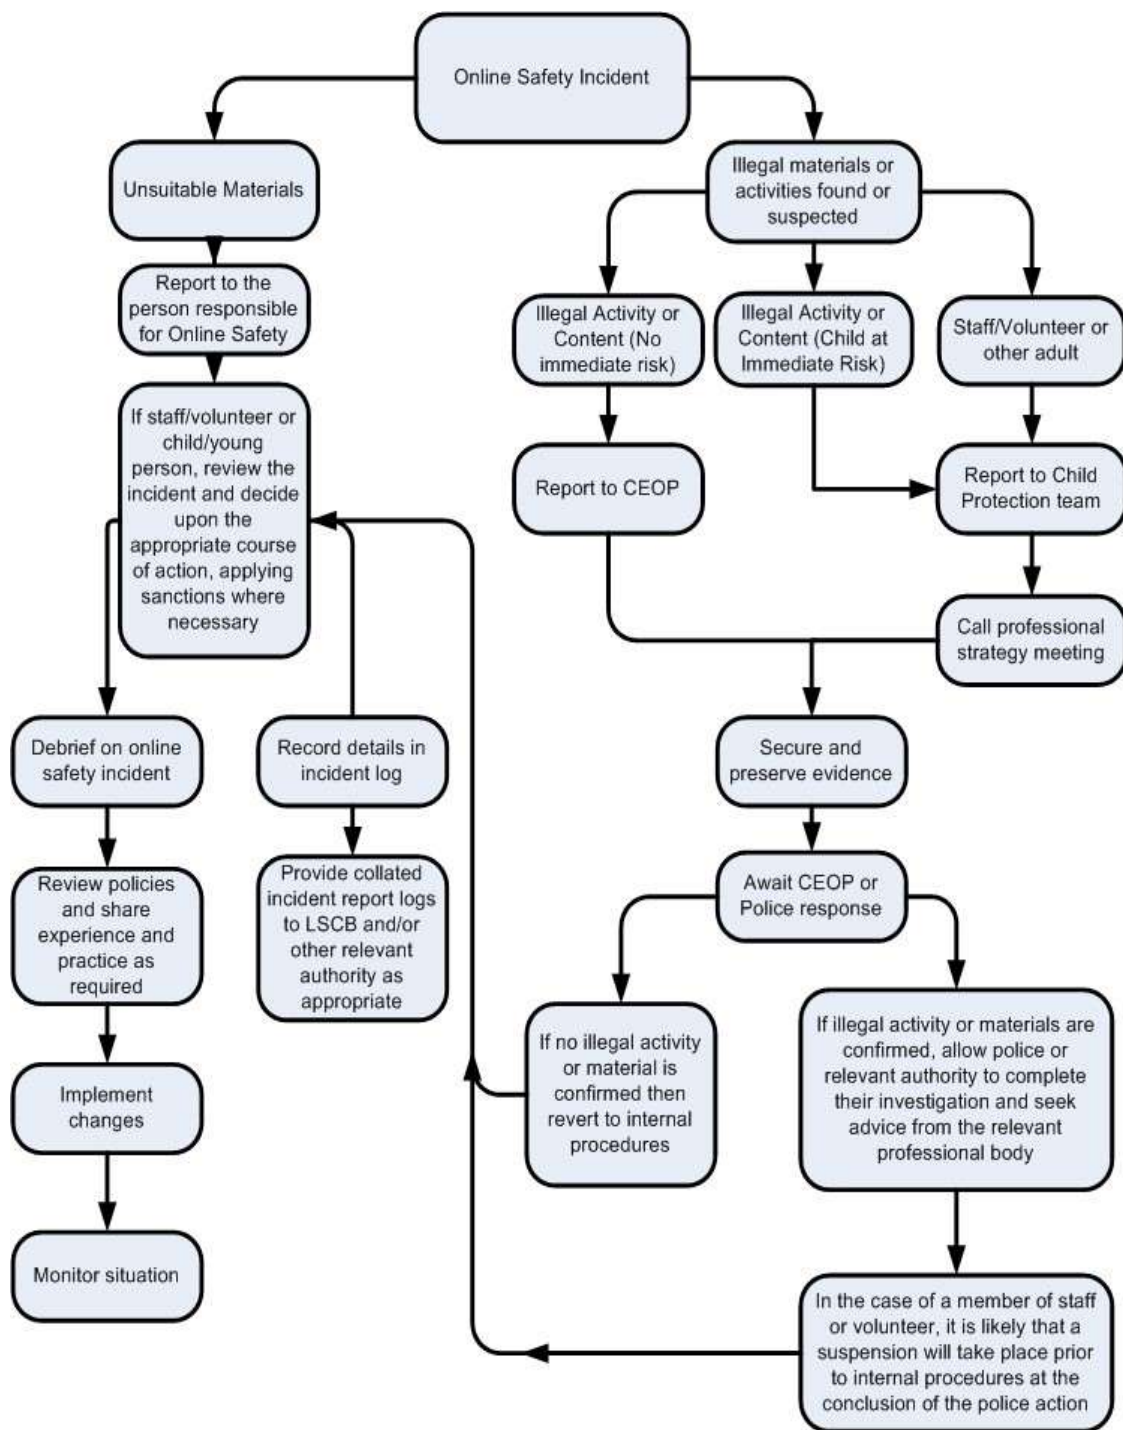 Online Safety Incident
Unsuitable Materials
Illegal materials or
activities found or
suspected
Report to the
person responsible
for Online Safety
Illegal Activity or
Content (No
immediate risk)
Illegal Activity or
Content (Child at
Immediate Risk)
Staff/Volunteer or
other adult
If staff/volunteer or
child/young
person, review the
incident and decide
upon the
appropriate course
of action, applying
sanctions where
necessary
Report to CEOP
Report to Child
Protection team
Call professional
strategy meeting
Debrief on online
safety incident
Record details in
incident log
Secure and
preserve evidence
Review policies
and share
experience and
practice as
required
Provide collated
incident report logs
to LSCB and/or
other relevant
authority as
appropriate
Await CEOP or
Police response
If no illegal activity
or material is
confirmed then
revert to internal
procedures
If illegal activity or materials are
confirmed, allow police or
relevant authority to complete
their investigation and seek
advice from the relevant
professional body
Implement
changes
Monitor situation
In the case of a member of staff
or volunteer, it is likely that a
suspension will take place prior
to internal procedures at the
conclusion of the police action